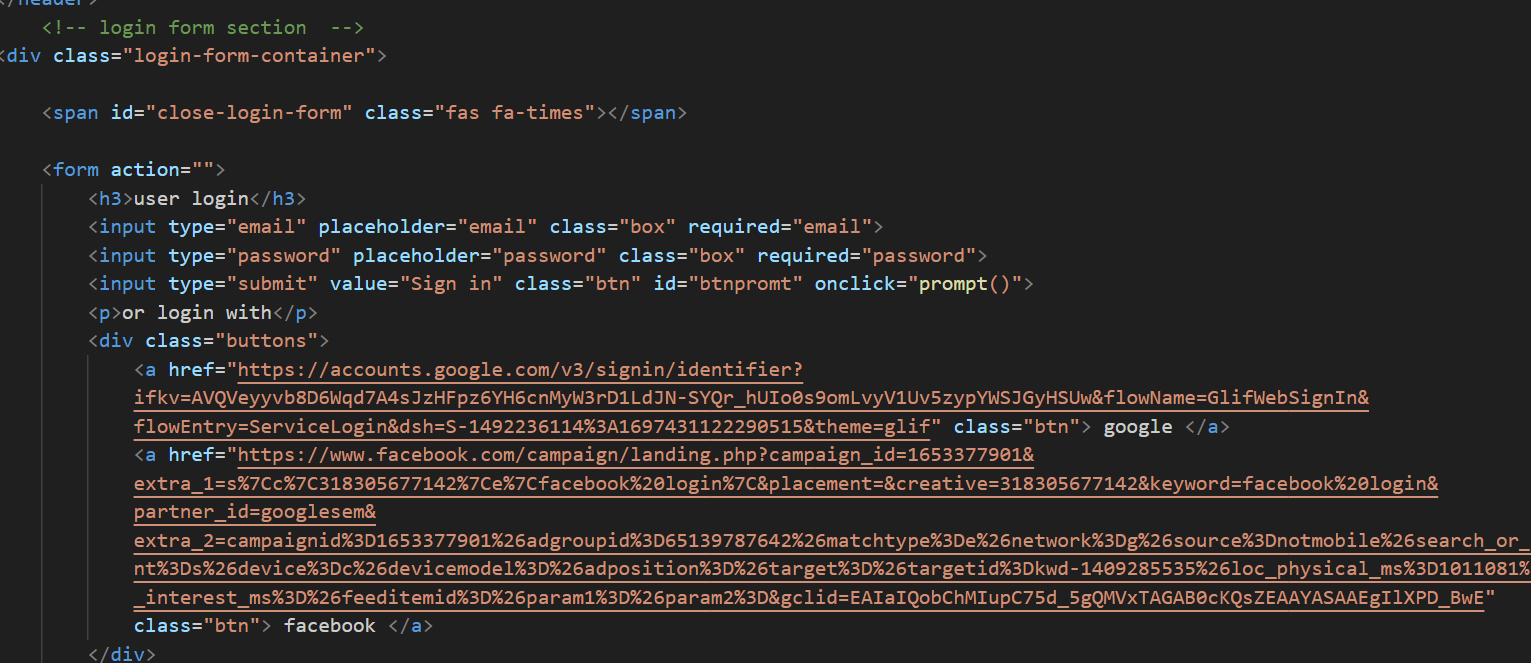 </header>
<!-- login form section  -->
<div class="login-form-container">
<span id="close-login-form" class="fas fa-times"></span>
<form action="">
<h3>user login</h3>
<input type="email" placeholder="email" class="box" required="email">
<input type="password" placeholder="password" class="box" required="password">
<input type="submit" value="Sign in" class="btn" id="btnpromt" onclick="prompt()">
<p>or login with</p>
<div class="buttons">
<a href="https://accounts.google.com/v3/signin/identifier?
ifkv=AVQVeyyvb8D6Wqd7A4sJzHFpz6YH6cnMyW3rD1LdJN-SYQr_hUIo0s9omLvyV1Uv5zypYWSJGyHSUw&flowName=GlifWebSignIn&
flowEntry=ServiceLogin&dsh=S-1492236114%3A1697431122290515&theme=glif" class="btn"> google </a>
<a href="https://www.facebook.com/campaign/landing.php?campaign_id=1653377901&
extra_1=s%7Cc%7C318305677142%7Ce%7Cfacebook%20login%7C&placement=&creative=318305677142&keyword=facebook%20login&
partner_id=googlesem&
extra_2=campaignid%3D1653377901%26adgroupid%3D65139787642%26matchtype%3De%26network%3Dg%26source%3Dnotmobile%26search_or_
nt%3Ds%26device%3Dc%26devicemodel%3D%26adposition%3D%26target%3D%26targetid%3Dkwd-1409285535%26loc_physical_ms%3D1011081%
_interest_ms%3D%26feeditemid%3D%26param1%3D%26param2%3D&gclid=EAIaIQobChMIupC75d_5gQMVxTAGAB0cKQsZEAAYASAAEgIlXPD_BwE"
class="btn"> facebook </a>
</div>